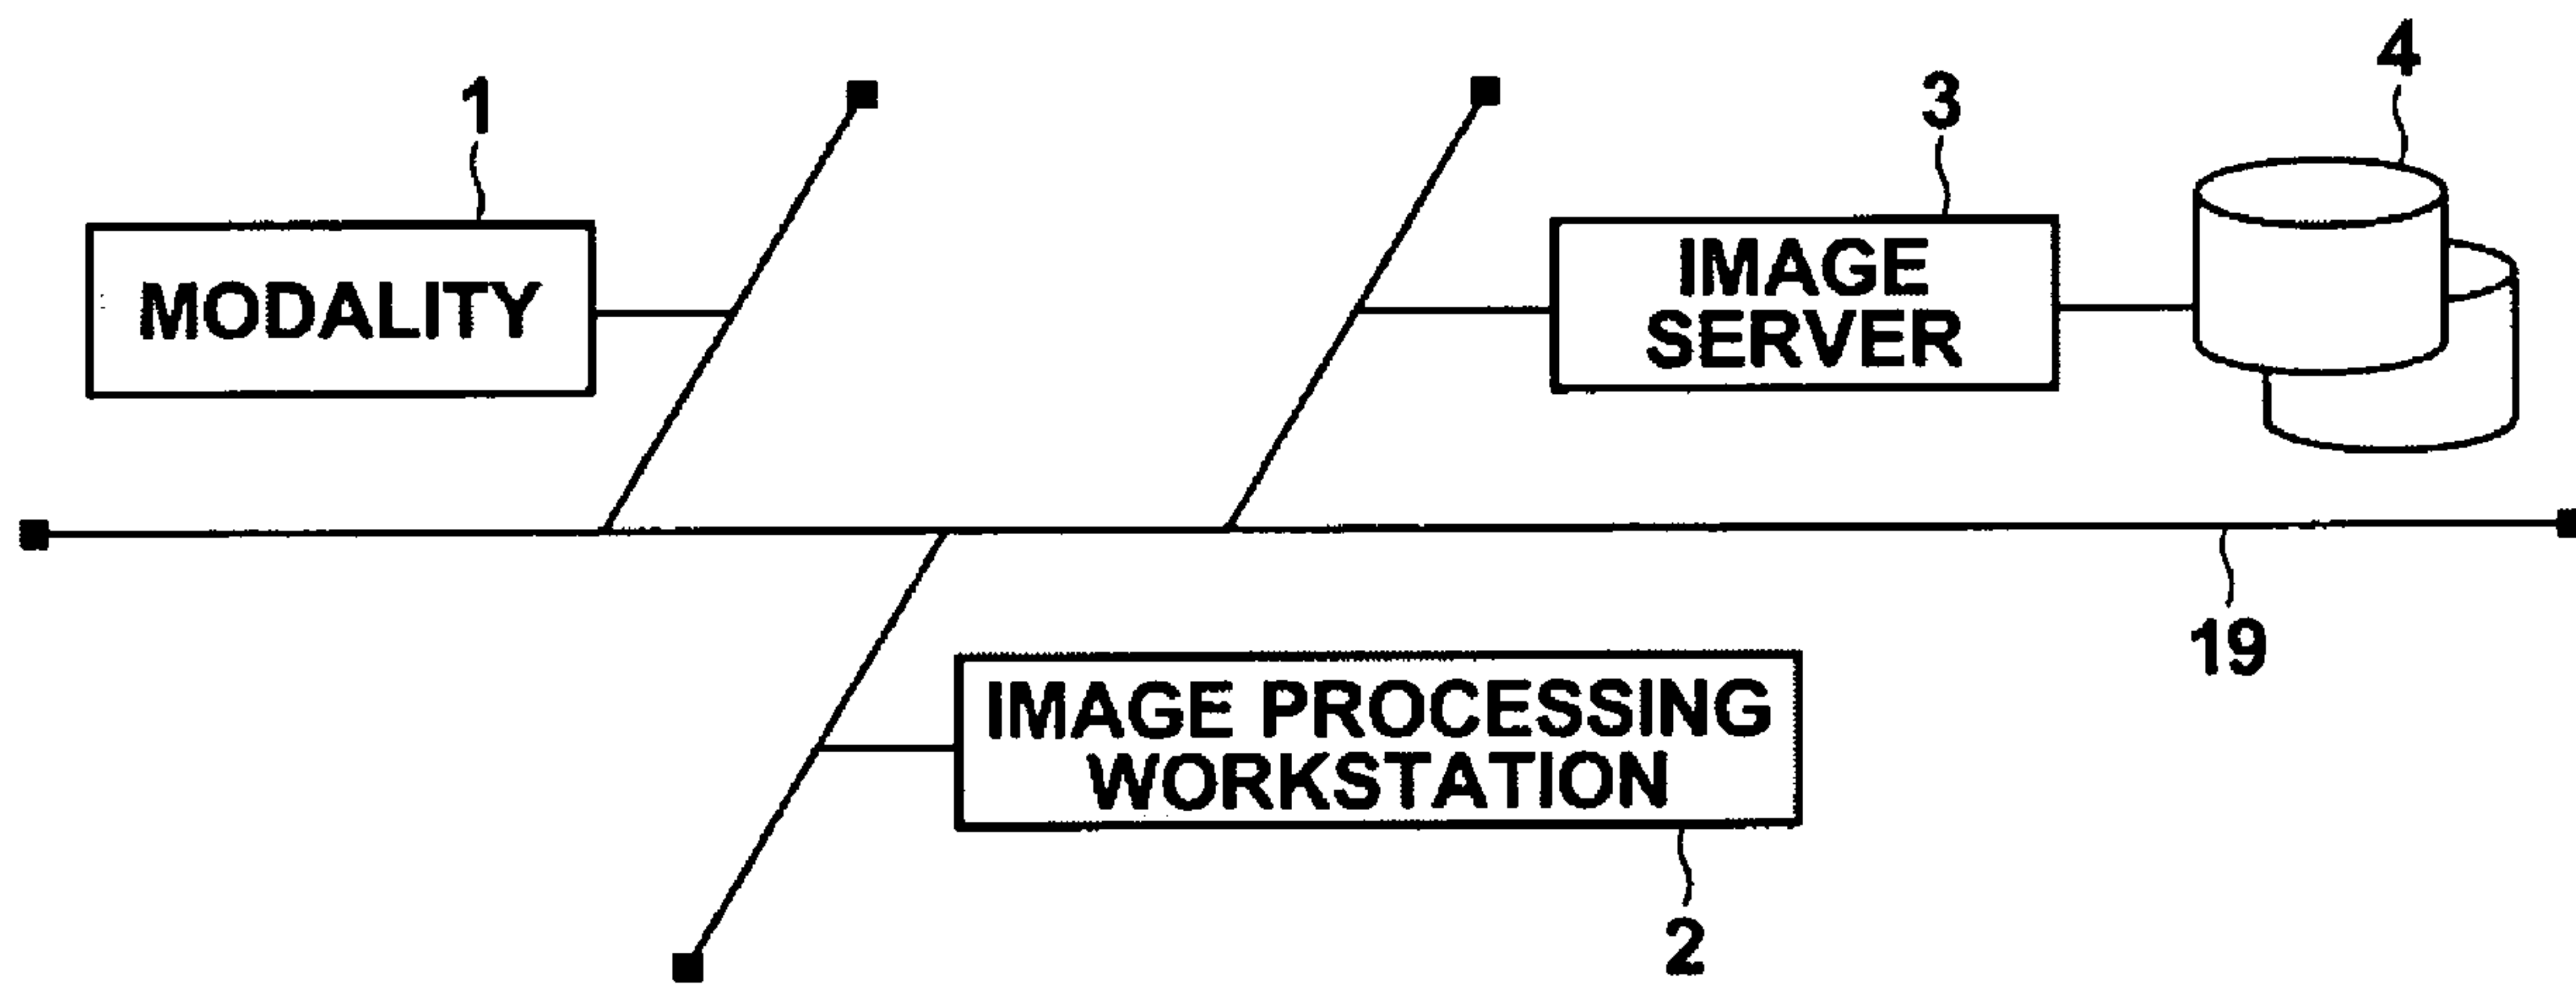 1
MODALITY
3
IMAGE
SERVER
4
19
IMAGE PROCESSING
WORKSTATION
2